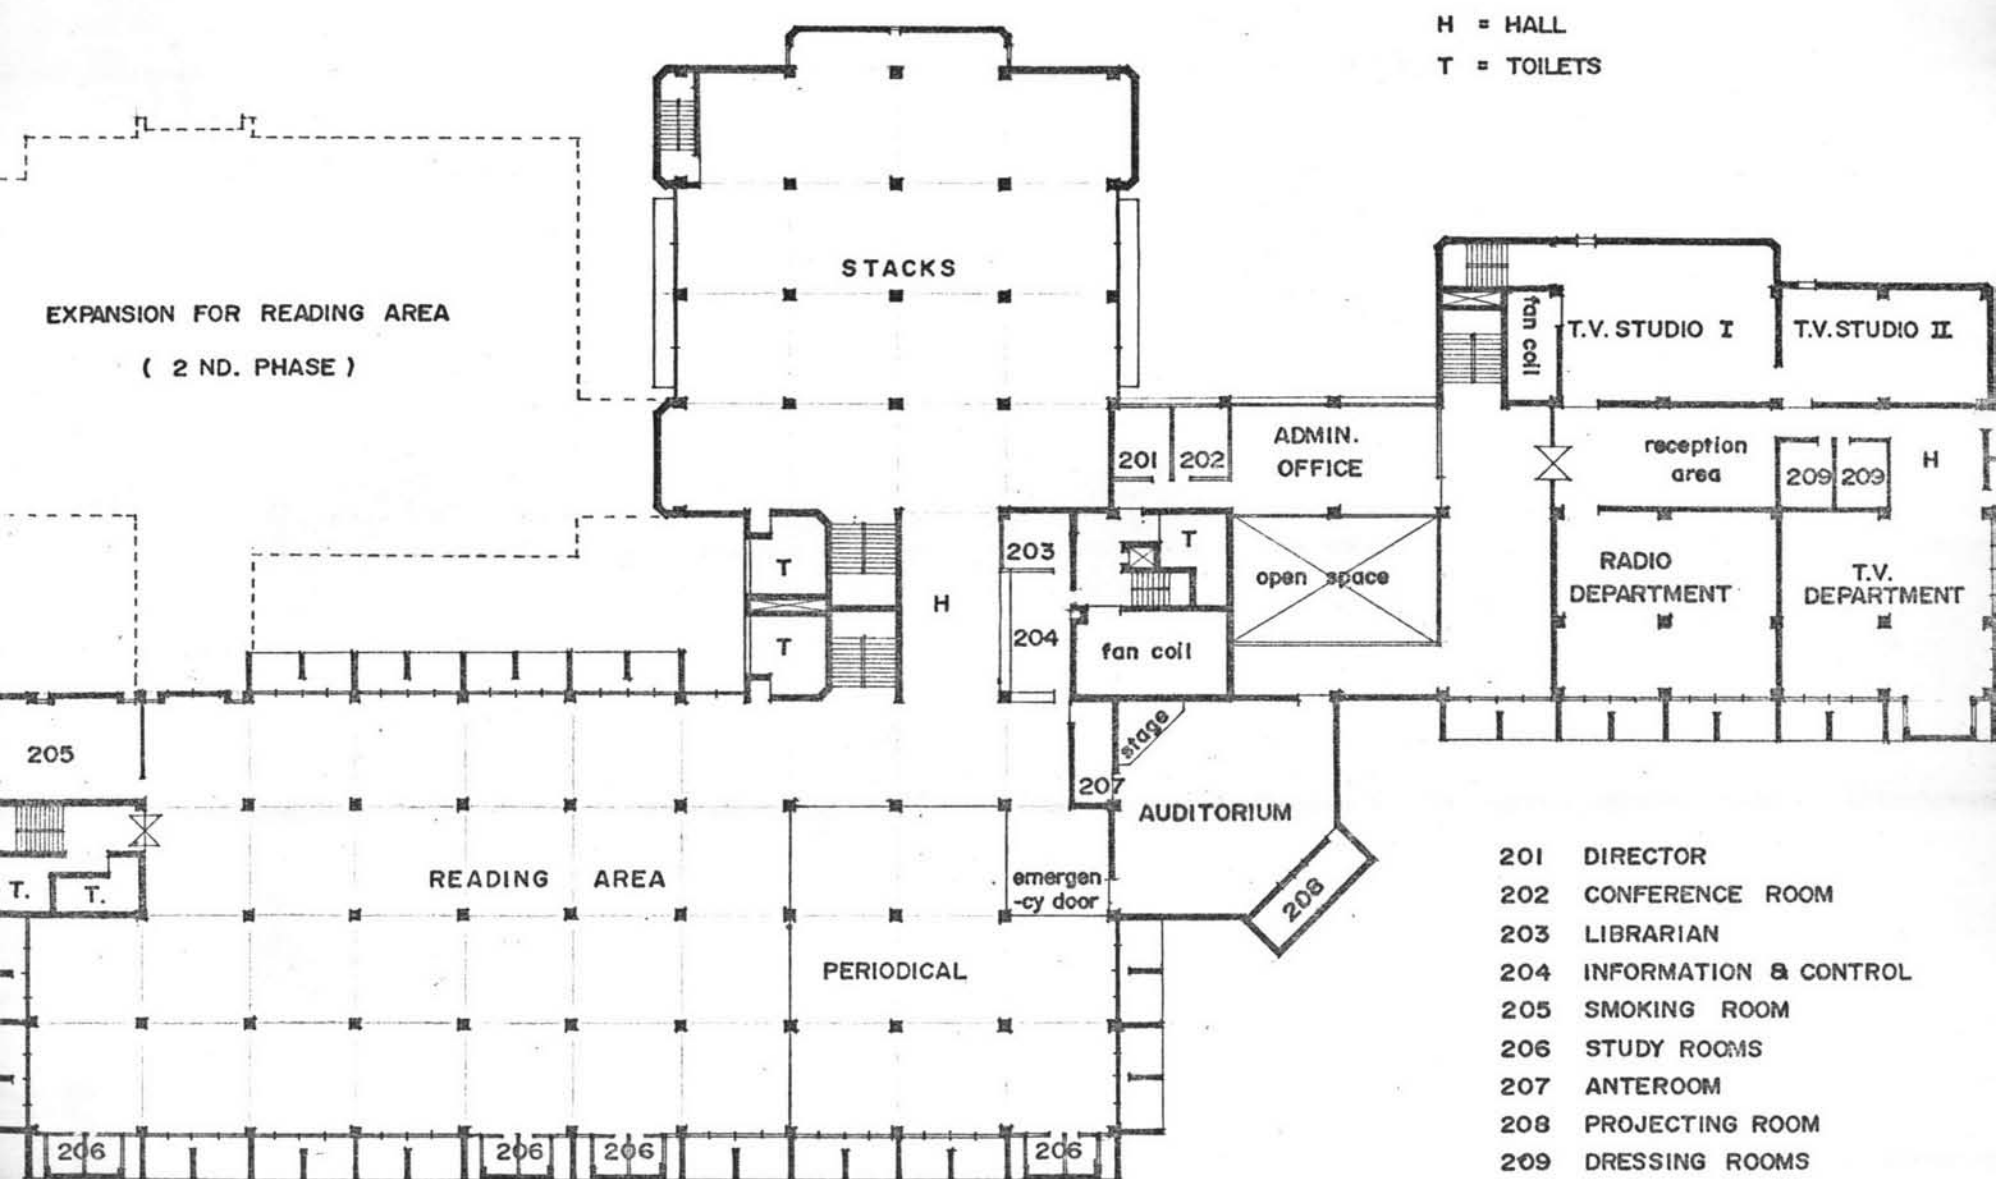 H = HALL
T = TOILETS
STACKS
EXPANSION FOR READING AREA
( 2 ND. PHASE )
fan coil
T.V. STUDIO I
T.V. STUDIO II
201
202
ADMIN.
OFFICE
reception
area
209
209
H
T
203
T
open space
RADIO
DEPARTMENT
T.V.
DEPARTMENT
H
T
204
fan coil
205
stage
207
AUDITORIUM
T.
T.
READING AREA
emergen
-cy door
208
PERIODICAL
206
206
206
206
201 DIRECTOR
202 CONFERENCE ROOM
203 LIBRARIAN
204 INFORMATION & CONTROL
205 SMOKING ROOM
206 STUDY ROOMS
207 ANTEROOM
208 PROJECTING ROOM
209 DRESSING ROOMS